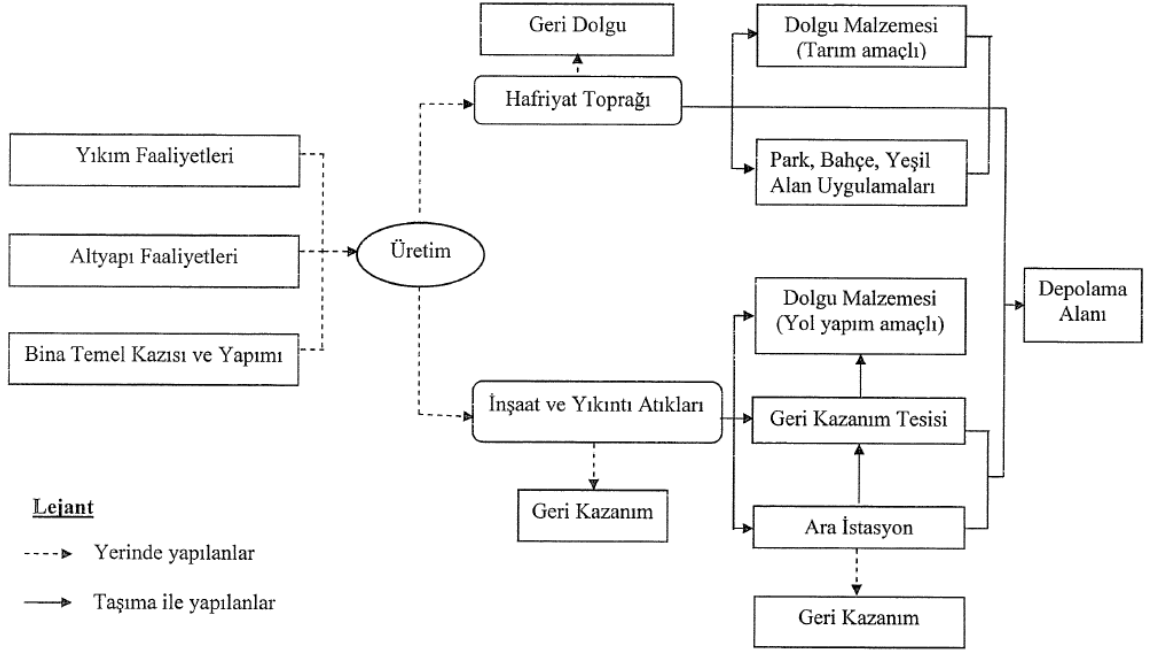 Geri Dolgu
Dolgu Malzemesi
(Tarım amaçlı)
Hafriyat Toprağı
Yıkım Faaliyetleri
Park, Bahçe, Yeşil
Alan Uygulamaları
Altyapı Faaliyetleri
Üretim
Dolgu Malzemesi
(Yol yapım amaçlı)
Depolama
Alanı
Bina Temel Kazısı ve Yapımı
İnşaat ve Yıkıntı Atıkları
Geri Kazanım Tesisi
Geri Kazanım
Ara İstasyon
Geri Kazanım
Lejant
Yerinde yapılanlar
Taşıma ile yapılanlar